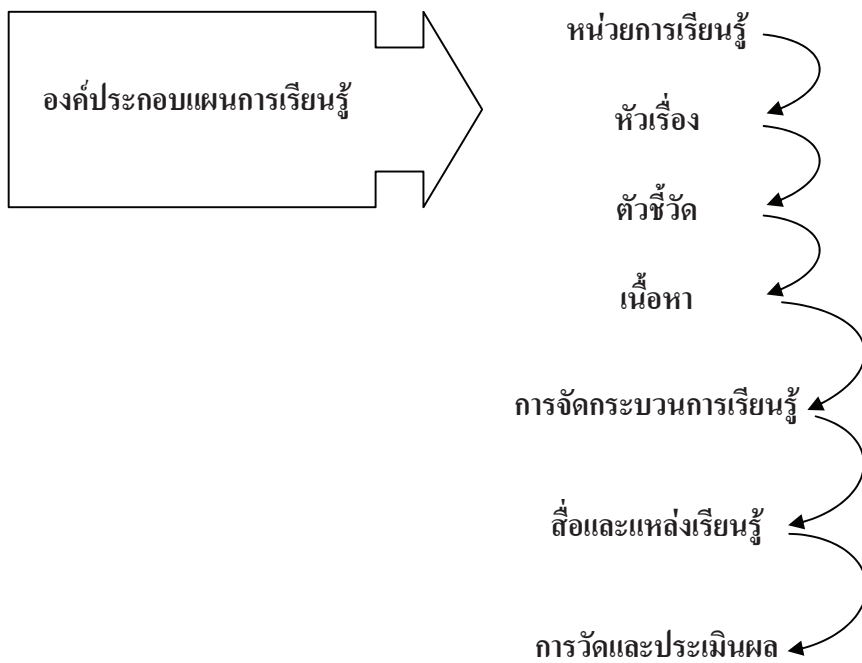 องค์ประกอบแผนการเรียนรู้
หน่วยการเรียนรู้
หัวเรื่อง
ตัวชี้วัด
เนื้อหา
การจัดกระบวนการเรียนรู้
สื่อและแหล่งเรียนรู้
การวัดและประเมินผล